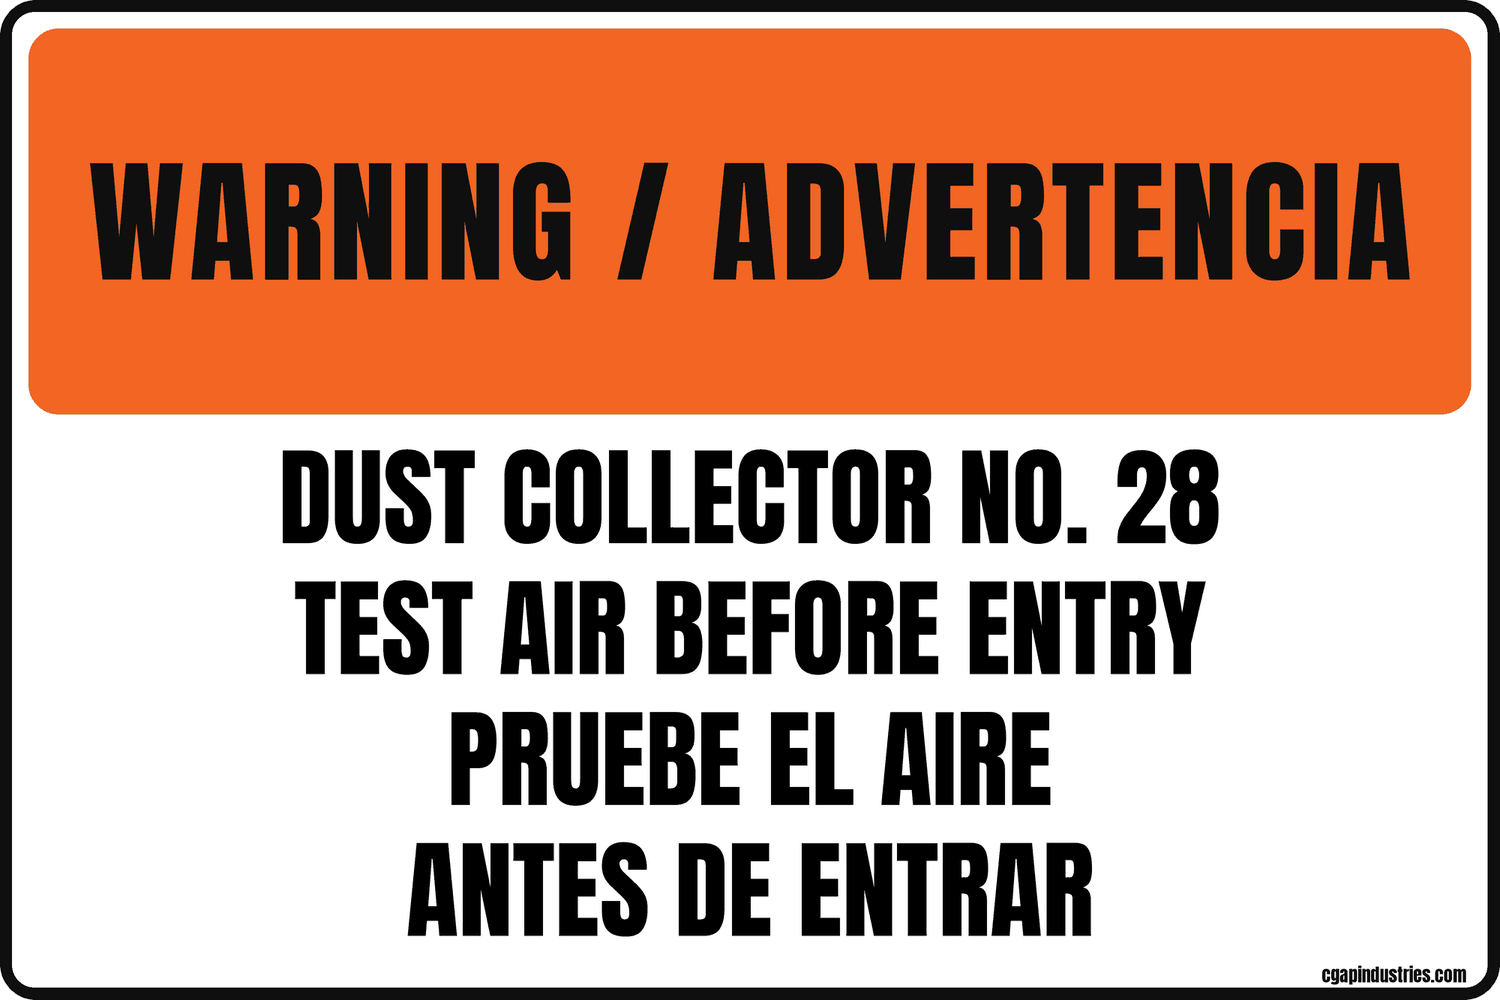 WARNING / ADVERTENCIA
DUST COLLECTOR NO. 28
TEST AIR BEFORE ENTRY
PRUEBE EL AIRE
ANTES DE ENTRAR
cgapindustries.com